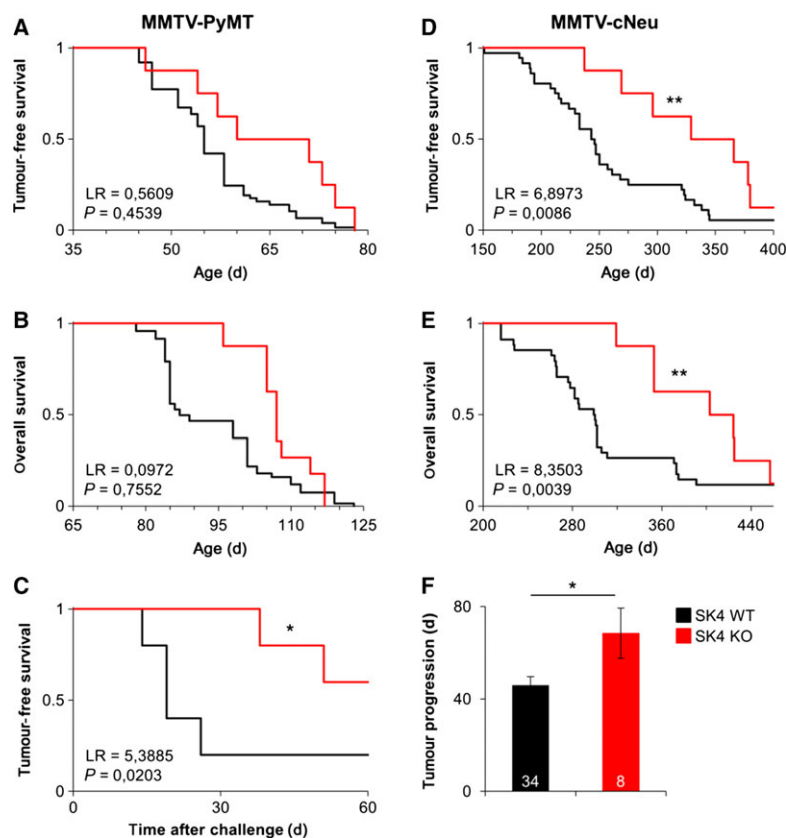 MMTV-PyMT
A
Tumour-free survival
1
0.5
0
LR = 0,5609
P = 0,4539
35 50 65 80
Age (d)
B
Overall survival
1
0.5
0
LR = 0,0972
P = 0,7552
65 80 95 110 125
Age (d)
C
Tumour-free survival
1
0.5
0
*
LR = 5,3885
P = 0,0203
0 30 60
Time after challenge (d)
MMTV-cNeu
D
Tumour-free survival
1
0.5
0
**
LR = 6,8973
P = 0,0086
150 200 250 300 350 400
Age (d)
E
Overall survival
1
0.5
0
**
LR = 8,3503
P = 0,0039
200 280 360 440
Age (d)
F
Tumour progression (d)
80
40
0
*
34 8
SK4 WT
SK4 KO